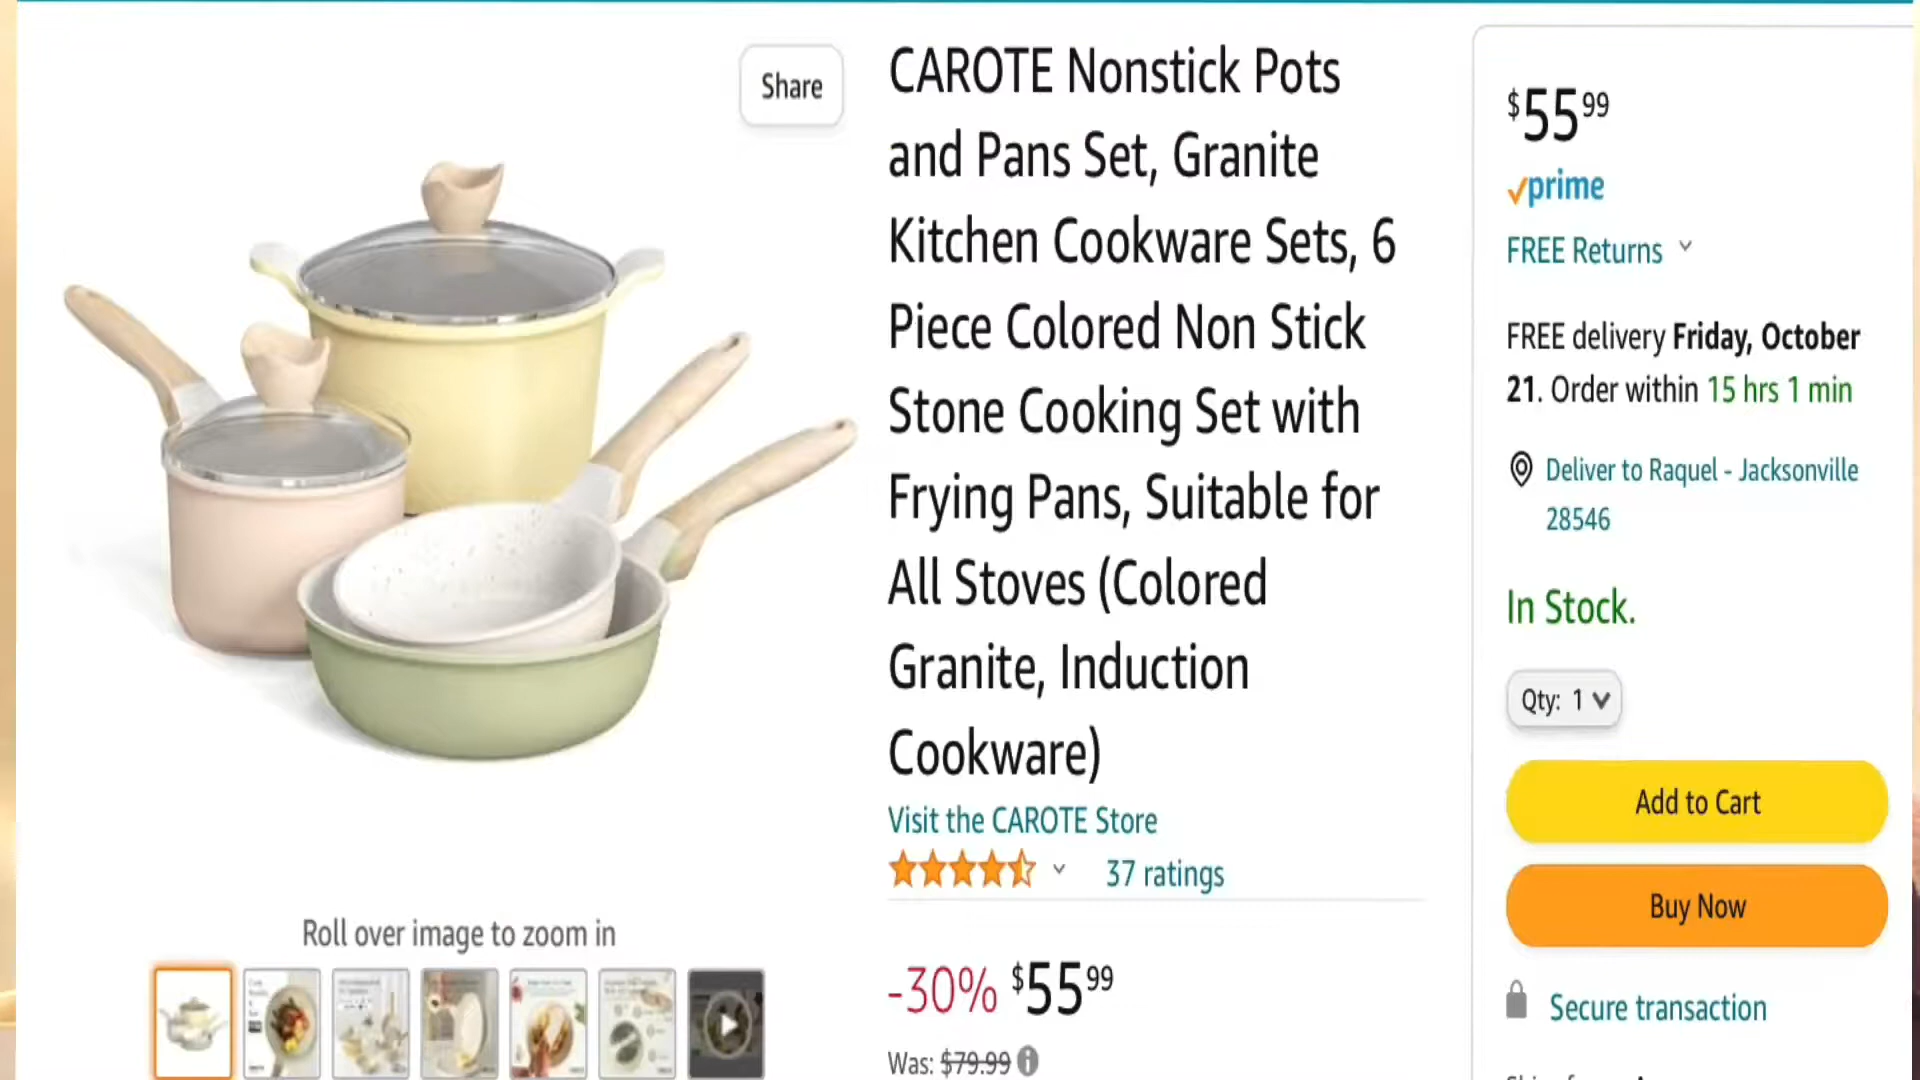 Share
CAROTE Nonstick Pots
and Pans Set, Granite
Kitchen Cookware Sets, 6
Piece Colored Non Stick
Stone Cooking Set with
Frying Pans, Suitable for
All Stoves (Colored
Granite, Induction
Cookware)
Visit the CAROTE Store
37 ratings
-30% $55 99
Was: $79.99
Roll over image to zoom in
$55 99
prime
FREE Returns
FREE delivery Friday, October
21. Order within 15 hrs 1 min
Deliver to Raquel - Jacksonville
28546
In Stock.
Qty: 1
Add to Cart
Buy Now
Secure transaction